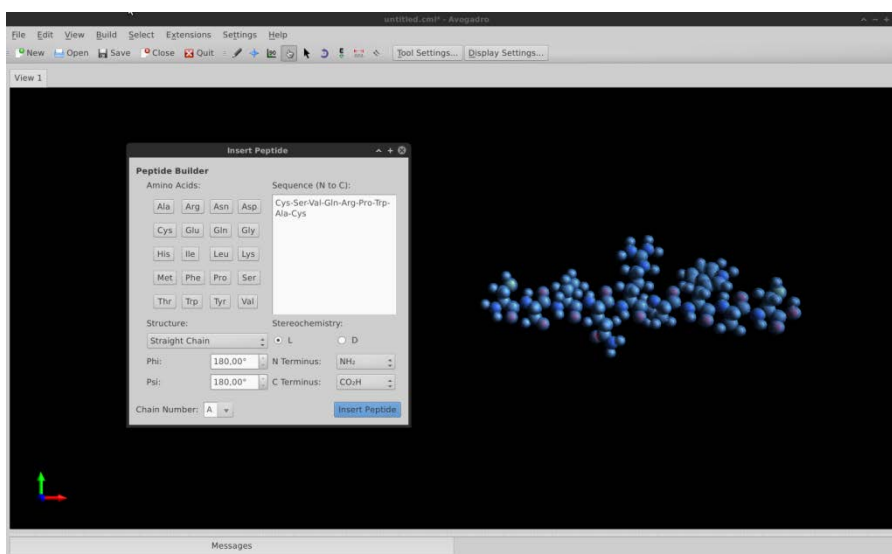 untitled.cml* - Avogadro
File Edit View Build Select Extensions Settings Help
New Open Save Close Quit Tool Settings... Display Settings...
View 1
Insert Peptide
Peptide Builder
Amino Acids:
Sequence (N to C):
Ala Arg Asn Asp
Cys-Ser-Val-Gln-Arg-Pro-Trp-
Ala-Cys
Cys Glu Gln Gly
His Ile Leu Lys
Met Phe Pro Ser
Thr Trp Tyr Val
Structure:
Stereochemistry:
Straight Chain
L D
Phi: 180,00° N Terminus: NH₂
Psi: 180,00° C Terminus: CO₂H
Chain Number: A Insert Peptide
Messages